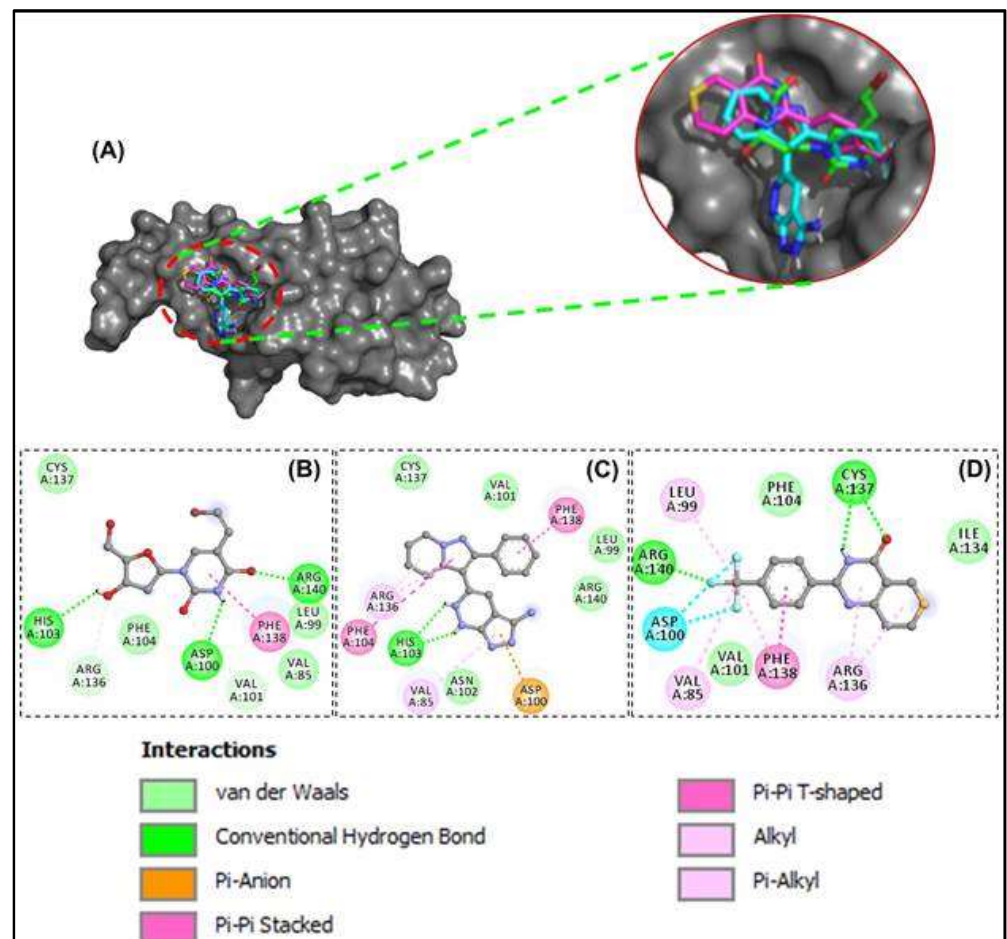 (A)
(B)
CYS
A:137
ARG
A:140
HIS
A:103
PHE
A:104
PHE
A:138
LEU
A:99
ASP
A:100
ARG
A:136
VAL
A:101
VAL
A:85
(C)
CYS
A:137
VAL
A:101
PHE
A:138
LEU
A:99
ARG
A:136
ARG
A:140
PHE
A:104
HIS
A:103
VAL
A:85
ASN
A:102
ASP
A:100
(D)
LEU
A:99
PHE
A:104
CYS
A:137
ILE
A:134
ARG
A:140
ASP
A:100
VAL
A:101
PHE
A:138
VAL
A:85
ARG
A:136
Interactions
van der Waals
Conventional Hydrogen Bond
Pi-Anion
Pi-Pi Stacked
Pi-Pi T-shaped
Alkyl
Pi-Alkyl